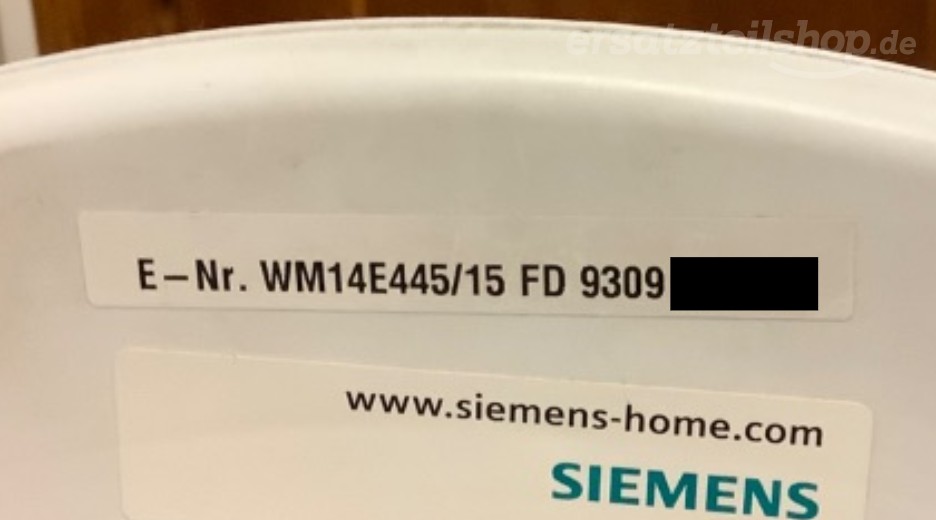 ersatzteilshop.de
E-Nr. WM14E445/15 FD 9309
www.siemens-home.com
SIEMENS